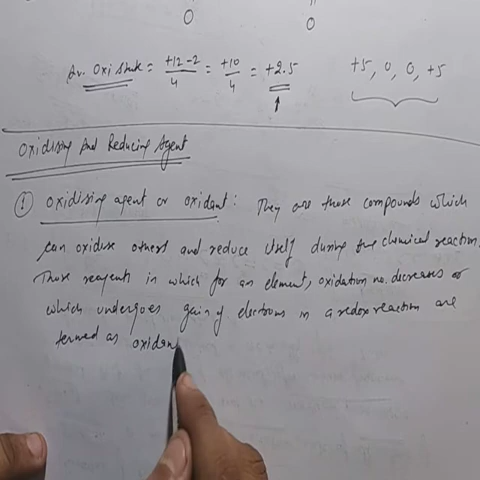 O
O
Av. Oxi State = +12-2/4 = +10/4 = +2.5
+5, 0, 0, +5
Oxidising And Reducing Agent
① Oxidising agent or oxidant: They are those compounds which
can oxidise others and reduce itself during the chemical reaction.
Those reagents in which for an element, oxidation no. decreases or
which undergoes gain of electrons in a redox reaction are
termed as oxidan